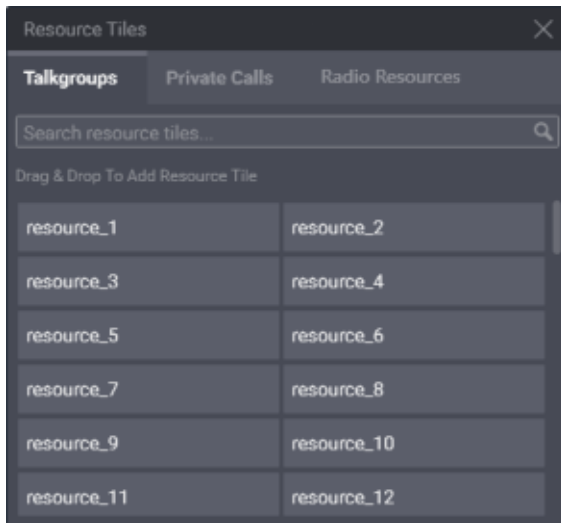 Resource Tiles
Talkgroups Private Calls Radio Resources
Search resource tiles...
Drag & Drop To Add Resource Tile
resource_1 resource_2
resource_3 resource_4
resource_5 resource_6
resource_7 resource_8
resource_9 resource_10
resource_11 resource_12